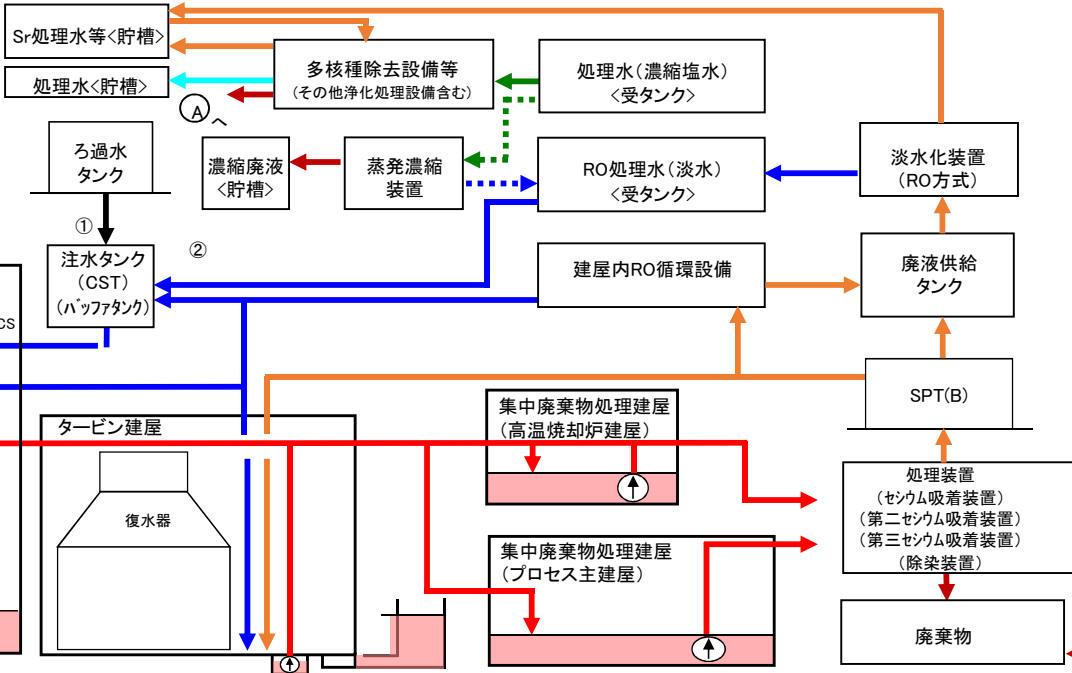 Sr処理水等<貯槽>
多核種除去設備等
(その他浄化処理設備含む)
処理水(濃縮塩水)
<受タンク>
処理水<貯槽>
A へ
ろ過水
タンク
濃縮廃液
<貯槽>
蒸発濃縮
装置
RO処理水(淡水)
<受タンク>
淡水化装置
(RO方式)
①
②
注水タンク
(CST)
(バッファタンク)
建屋内RO循環設備
廃液供給
タンク
CS
SPT(B)
集中廃棄物処理建屋
(高温焼却炉建屋)
タービン建屋
復水器
処理装置
(セシウム吸着装置)
(第二セシウム吸着装置)
(第三セシウム吸着装置)
(除染装置)
集中廃棄物処理建屋
(プロセス主建屋)
廃棄物